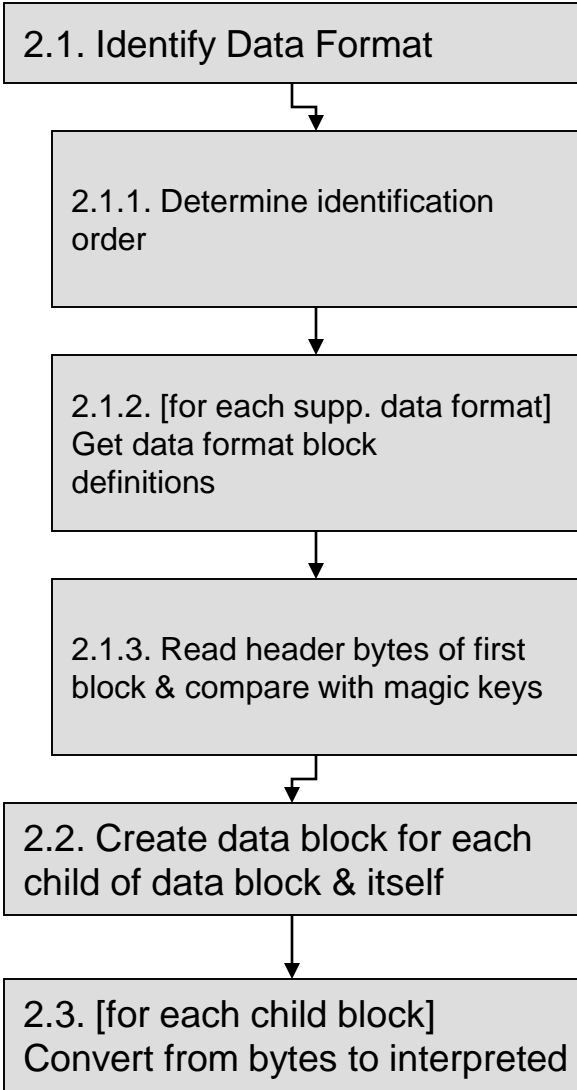 2.1. Identify Data Format
2.1.1. Determine identification
order
2.1.2. [for each supp. data format]
Get data format block
definitions
2.1.3. Read header bytes of first
block & compare with magic keys
2.2. Create data block for each
child of data block & itself
2.3. [for each child block]
Convert from bytes to interpreted